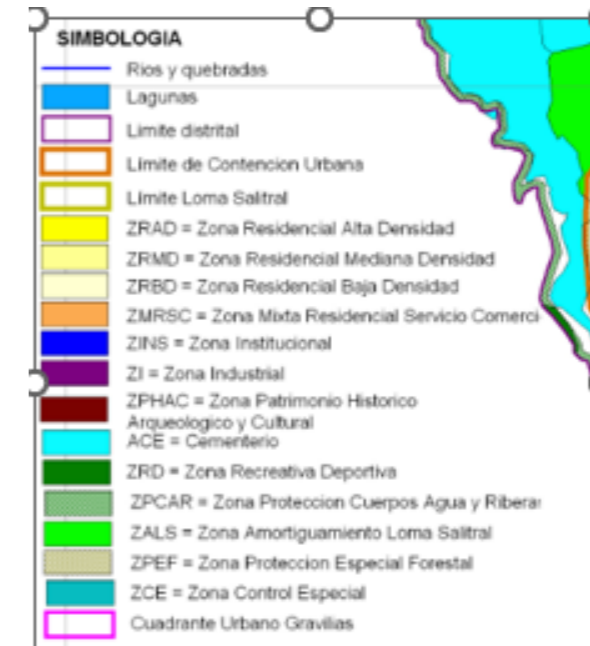 SIMBOLOGIA
Rios y quebradas
Lagunas
Limite distrital
Límite de Contencion Urbana
Límite Loma Salitral
ZRAD = Zona Residencial Alta Densidad
ZRMD = Zona Residencial Mediana Densidad
ZRBD = Zona Residencial Baja Densidad
ZMRSC = Zona Mixta Residencial Servicio Comerci
ZINS = Zona Institucional
ZI = Zona Industrial
ZPHAC = Zona Patrimonio Historico
Arqueologico y Cultural
ACE = Cementerio
ZRD = Zona Recreativa Deportiva
ZPCAR = Zona Proteccion Cuerpos Agua y Riberas
ZALS = Zona Amortiguamiento Loma Salitral
ZPEF = Zona Proteccion Especial Forestal
ZCE = Zona Control Especial
Cuadrante Urbano Gravilias